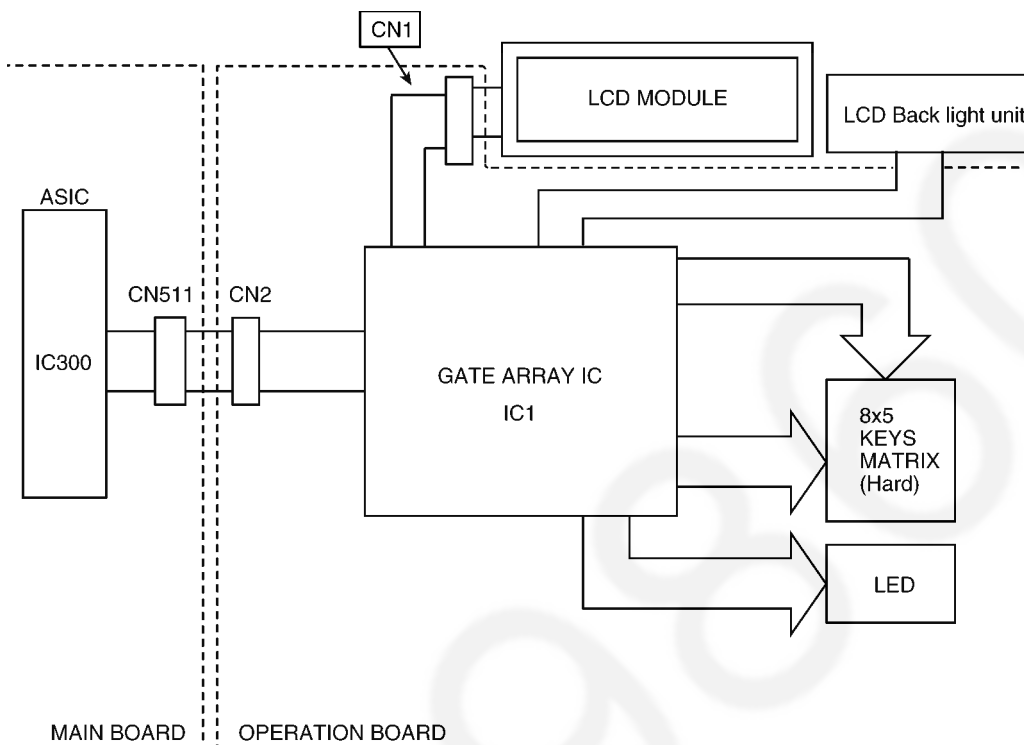 CN1
LCD MODULE
LCD Back light unit
ASIC
CN511
CN2
IC300
GATE ARRAY IC
IC1
8x5
KEYS
MATRIX
(Hard)
LED
MAIN BOARD
OPERATION BOARD